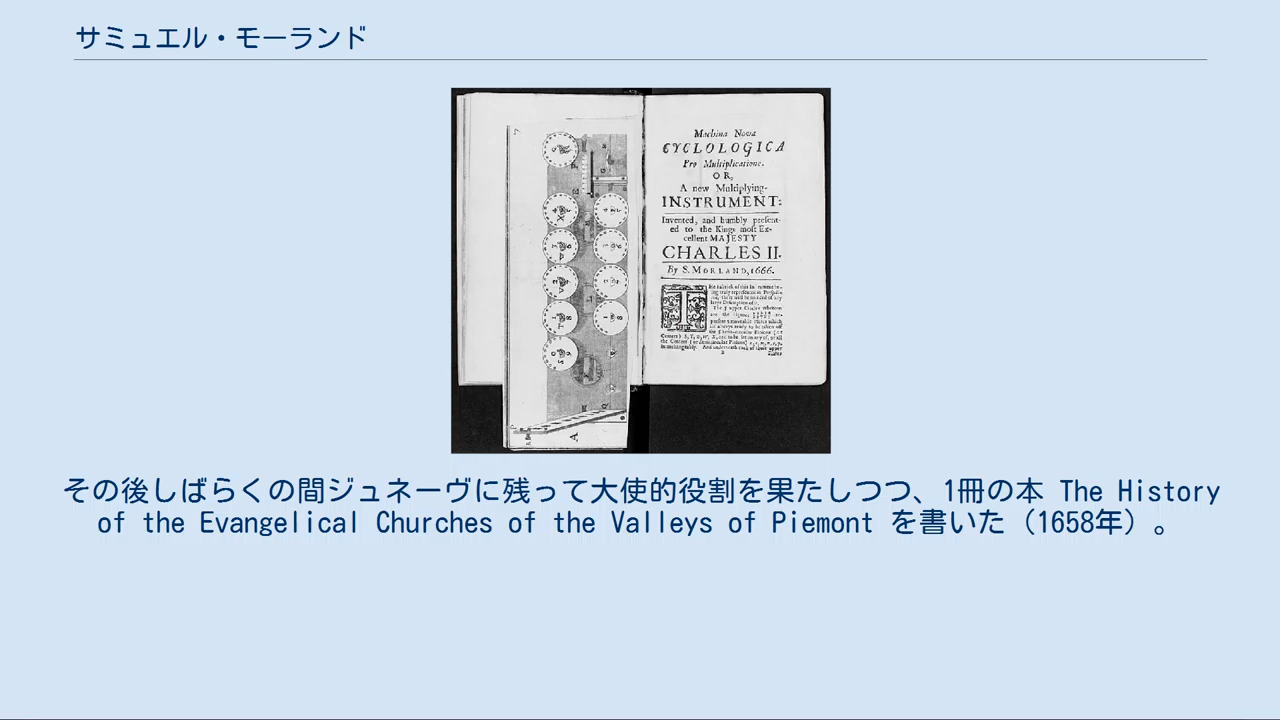 サミュエル・モーランド
Machina Nova
CYCLOLOGICA
Pro Multiplicatione.
OR,
A new Multiplying-
INSTRUMENT:
Invented, and humbly present-
ed to the Kings most Ex-
cellent MAJESTY
CHARLES II.
By S. MORLAND, 1666.
その後しばらくの間ジュネーヴに残って大使的役割を果たしつつ、1冊の本 The History
of the Evangelical Churches of the Valleys of Piemont を書いた（1658年）。